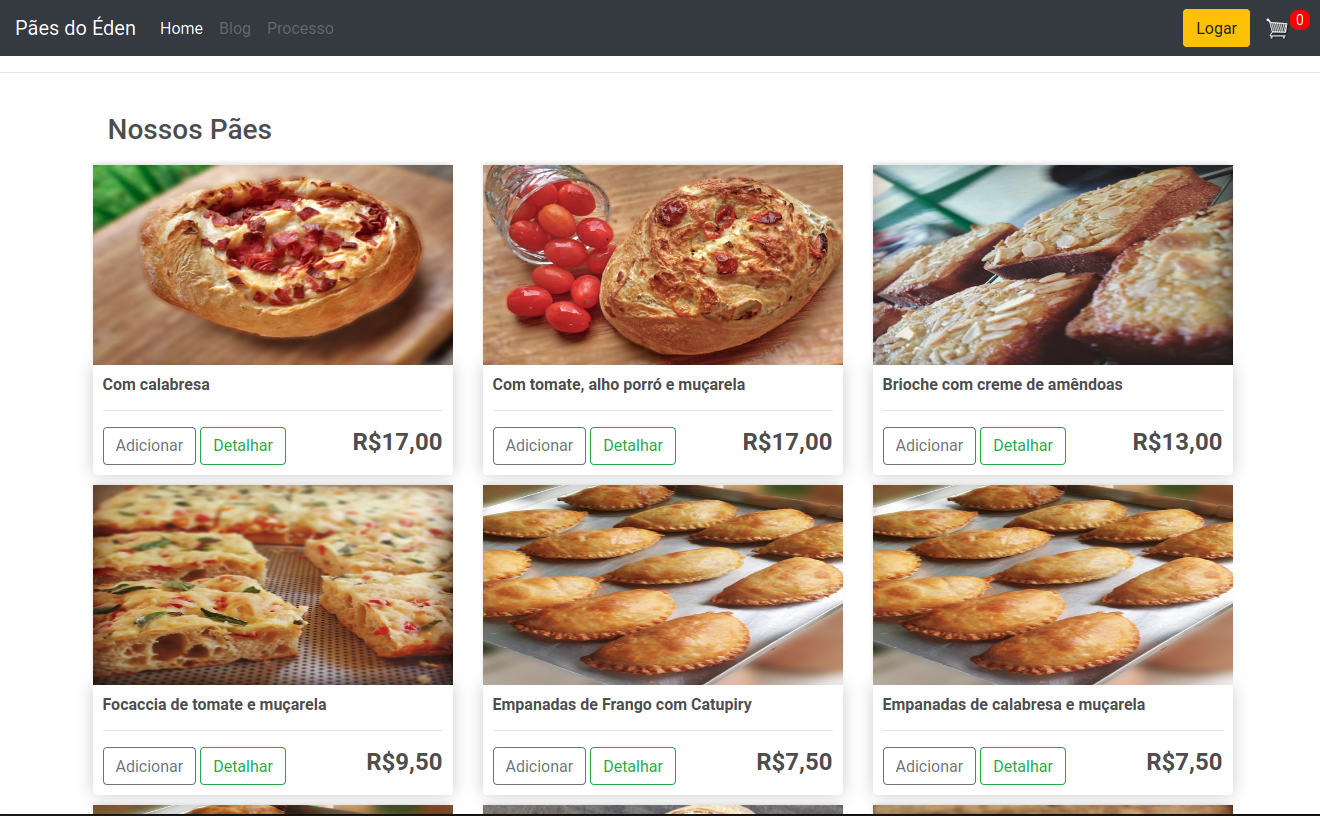 Pães do Éden Home Blog Processo Logar 0
Nossos Pães
Com calabresa
Adicionar Detalhar R$17,00
Com tomate, alho porró e muçarela
Adicionar Detalhar R$17,00
Brioche com creme de amêndoas
Adicionar Detalhar R$13,00
Focaccia de tomate e muçarela
Adicionar Detalhar R$9,50
Empanadas de Frango com Catupiry
Adicionar Detalhar R$7,50
Empanadas de calabresa e muçarela
Adicionar Detalhar R$7,50